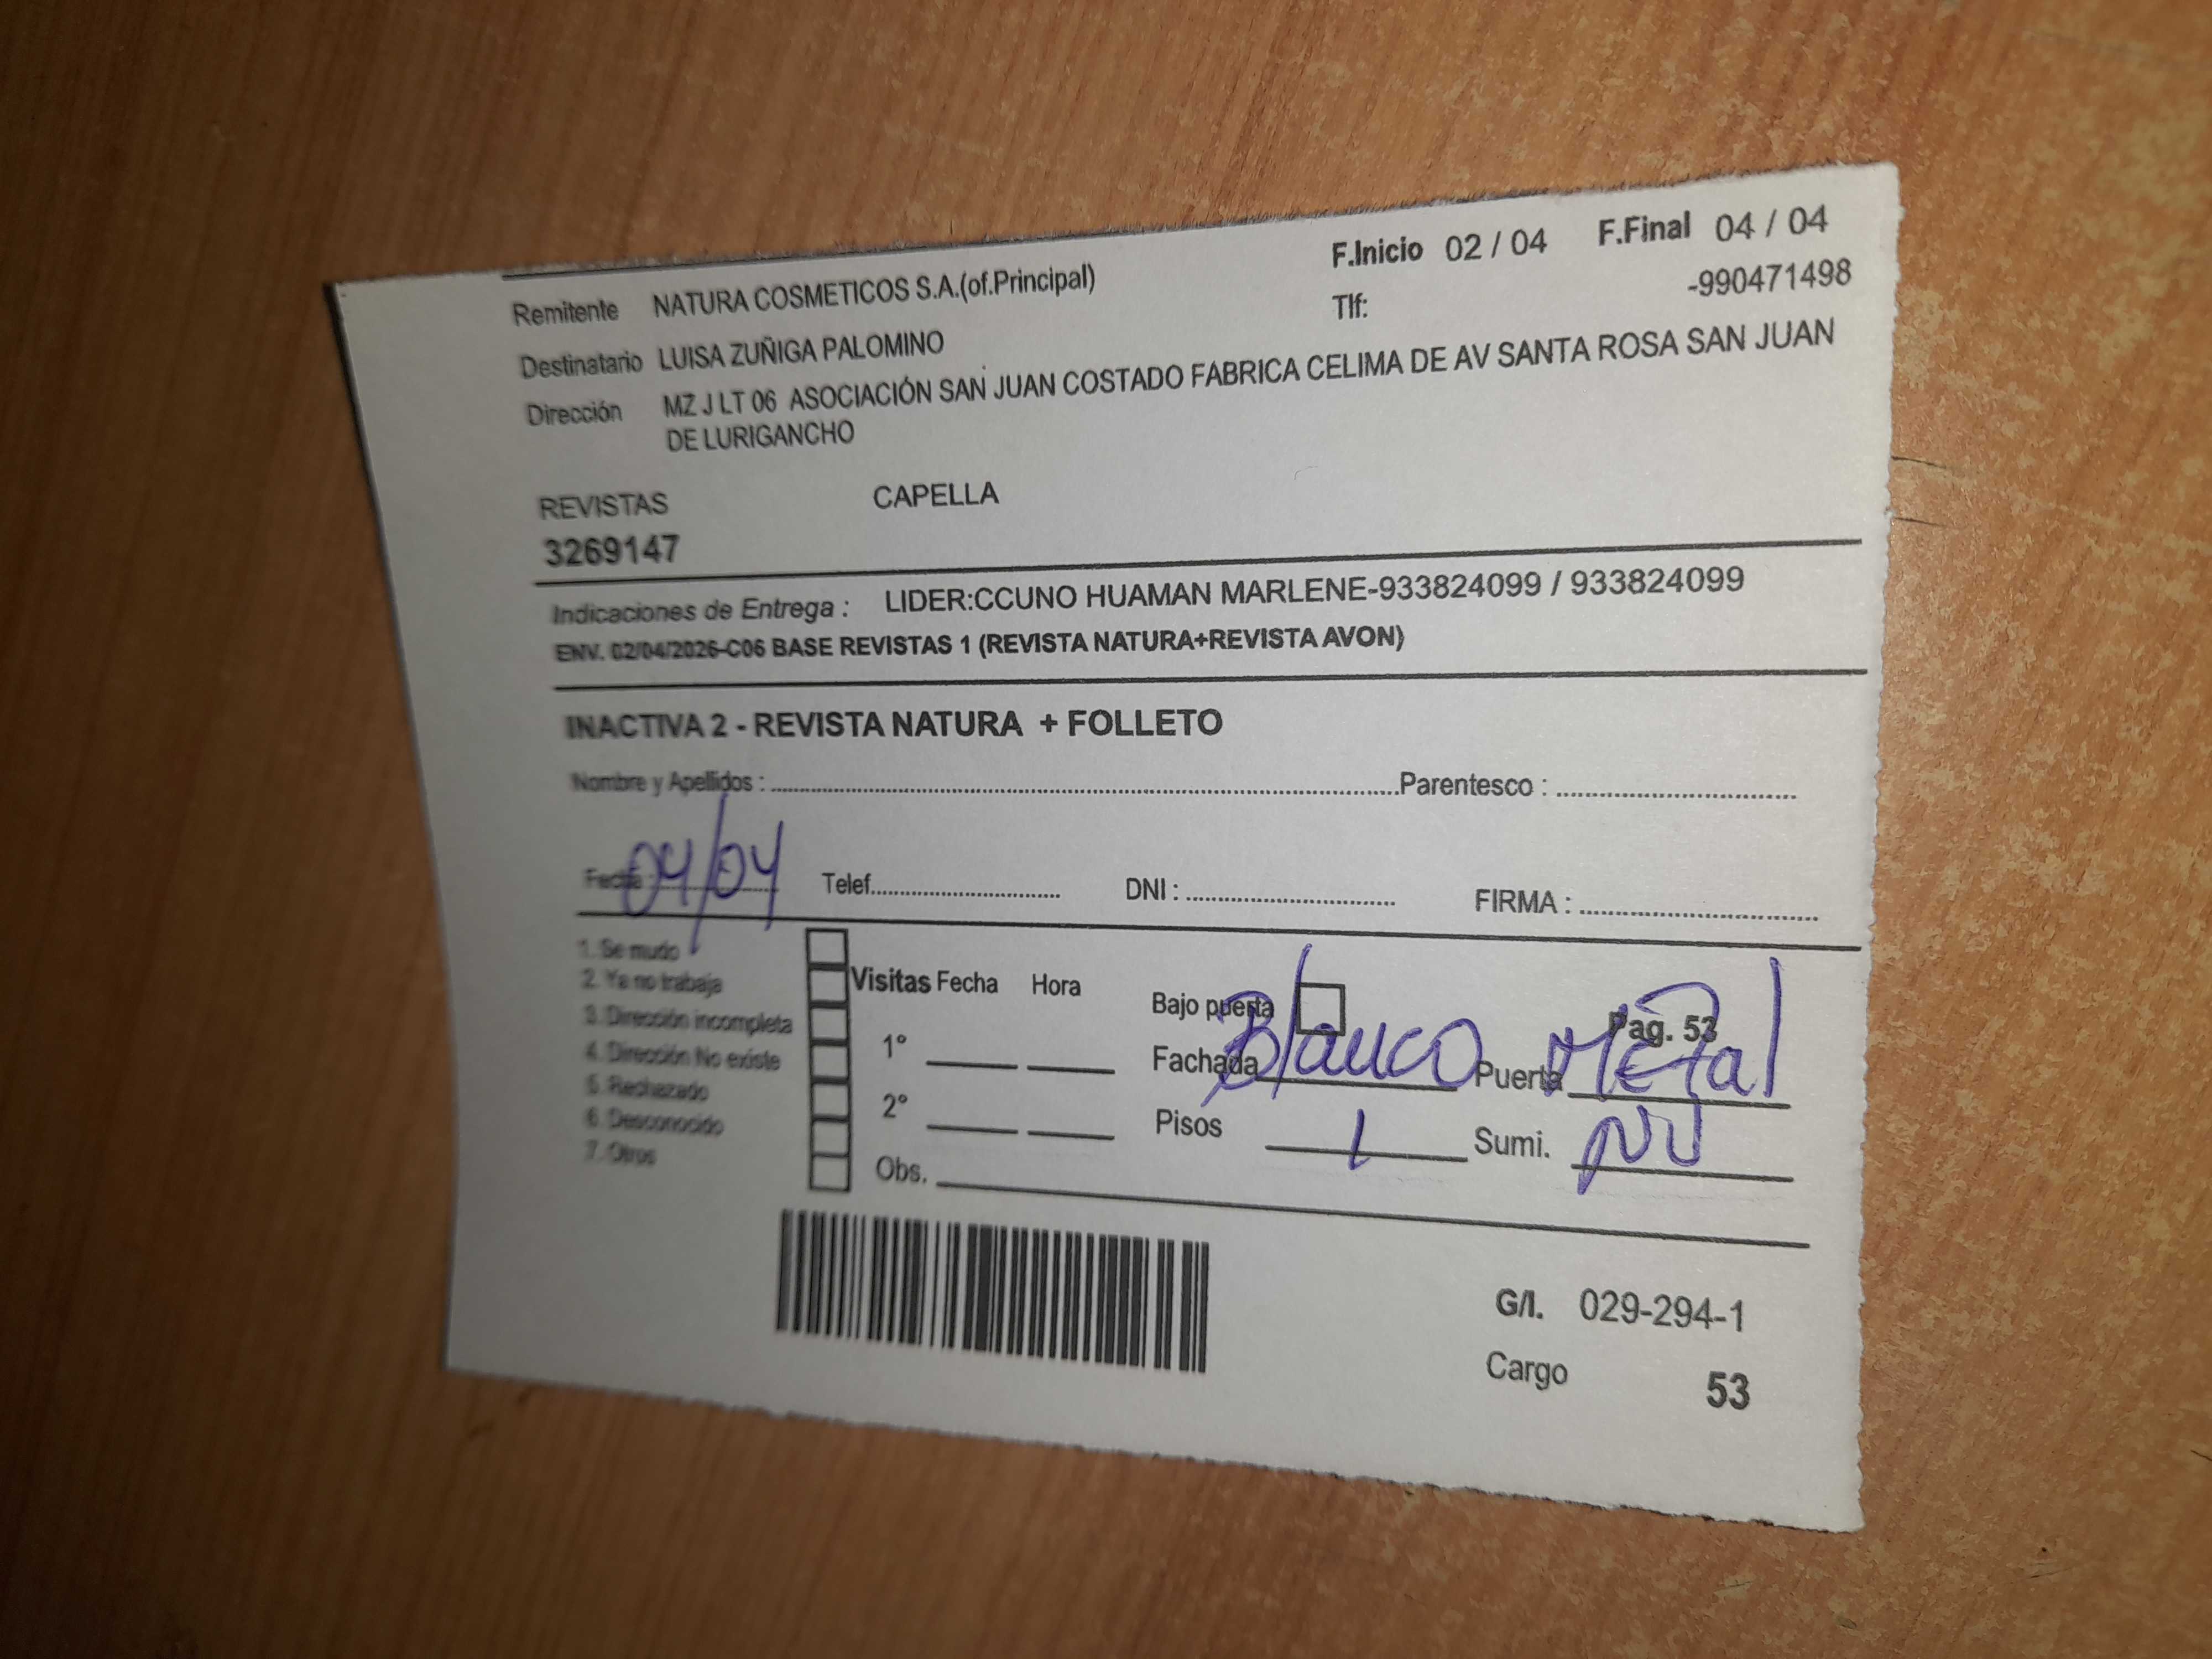 F.Inicio 02 / 04 F.Final 04 / 04
Remitente NATURA COSMETICOS S.A.(of.Principal) Tlf: -990471498
Destinatario LUISA ZUÑIGA PALOMINO
Dirección MZ J LT 06 ASOCIACIÓN SAN JUAN COSTADO FABRICA CELIMA DE AV SANTA ROSA SAN JUAN
DE LURIGANCHO
REVISTAS CAPELLA
3269147
Indicaciones de Entrega : LIDER:CCUNO HUAMAN MARLENE-933824099 / 933824099
ENV. 02/04/2026-C06 BASE REVISTAS 1 (REVISTA NATURA+REVISTA AVON)
INACTIVA 2 - REVISTA NATURA + FOLLETO
Nombre y Apellidos : Parentesco :
Fecha : 04/04 Telef. DNI : FIRMA :
1. Se mudo
2. Ya no trabaja
3. Dirección incompleta
4. Dirección No existe
5. Rechazado
6. Desconocido
7. Otros
Visitas Fecha Hora
1°
2°
Obs.
Bajo puerta Pag. 53
Fachada Blanco Puerta Metal
Pisos 1 Sumi.
G/I. 029-294-1
Cargo 53